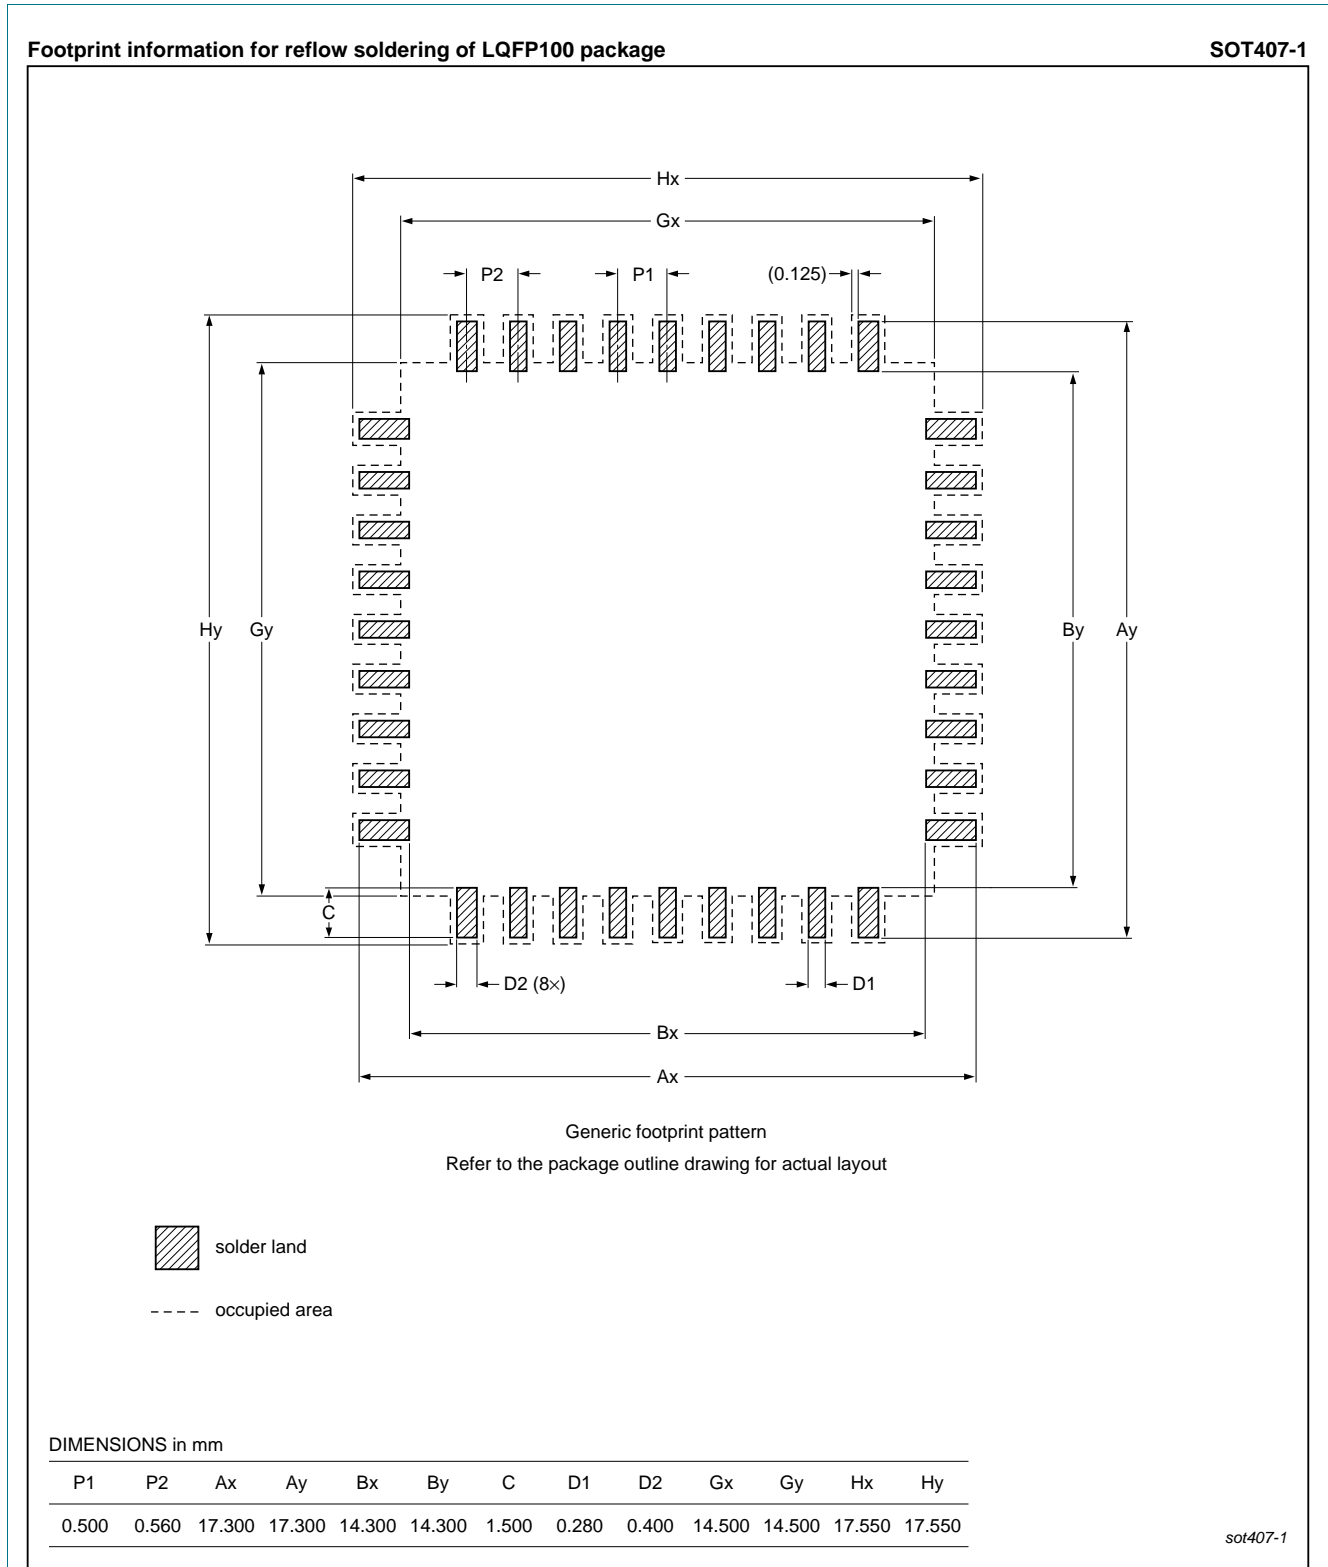 Footprint information for reflow soldering of LQFP100 package SOT407-1
Hx
Gx
P2 P1 (0.125)
Hy Gy By Ay
C
D2 (8×) D1
Bx
Ax
Generic footprint pattern
Refer to the package outline drawing for actual layout
solder land
occupied area
DIMENSIONS in mm
P1 P2 Ax Ay Bx By C D1 D2 Gx Gy Hx Hy
0.500 0.560 17.300 17.300 14.300 14.300 1.500 0.280 0.400 14.500 14.500 17.550 17.550
sot407-1